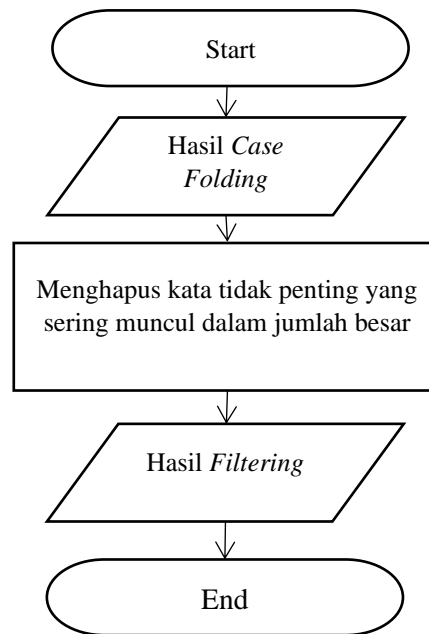 Start
Hasil Case
Folding
Menghapus kata tidak penting yang
sering muncul dalam jumlah besar
Hasil Filtering
End